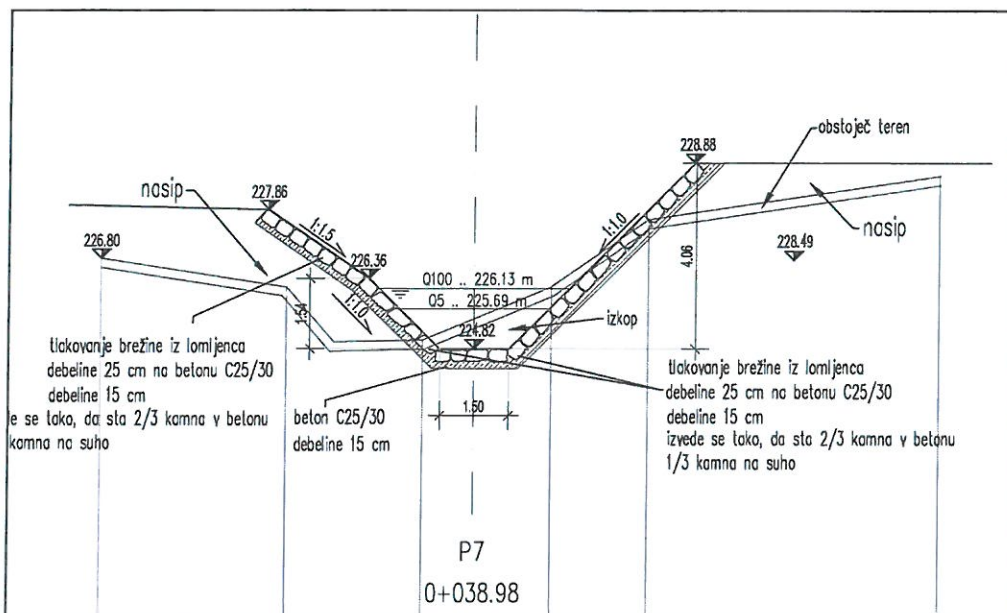 obstoječ teren
228.88
nasip
227.86
1:1.5
1:1.0
nasip
226.80
226.36
4.06
228.49
Q100 .. 226.13 m
Q5 .. 225.69 m
1.54
1:1.0
224.82
izkop
tlakovanje brežine iz lomljenca
debeline 25 cm na betonu C25/30
debeline 15 cm
e se tako, da sta 2/3 kamna v betonu
kamna na suho
beton C25/30
debeline 15 cm
1.50
tlakovanje brežine iz lomljenca
debeline 25 cm na betonu C25/30
debeline 15 cm
izvede se tako, da sta 2/3 kamna v betonu
1/3 kamna na suho
P7
0+038.98